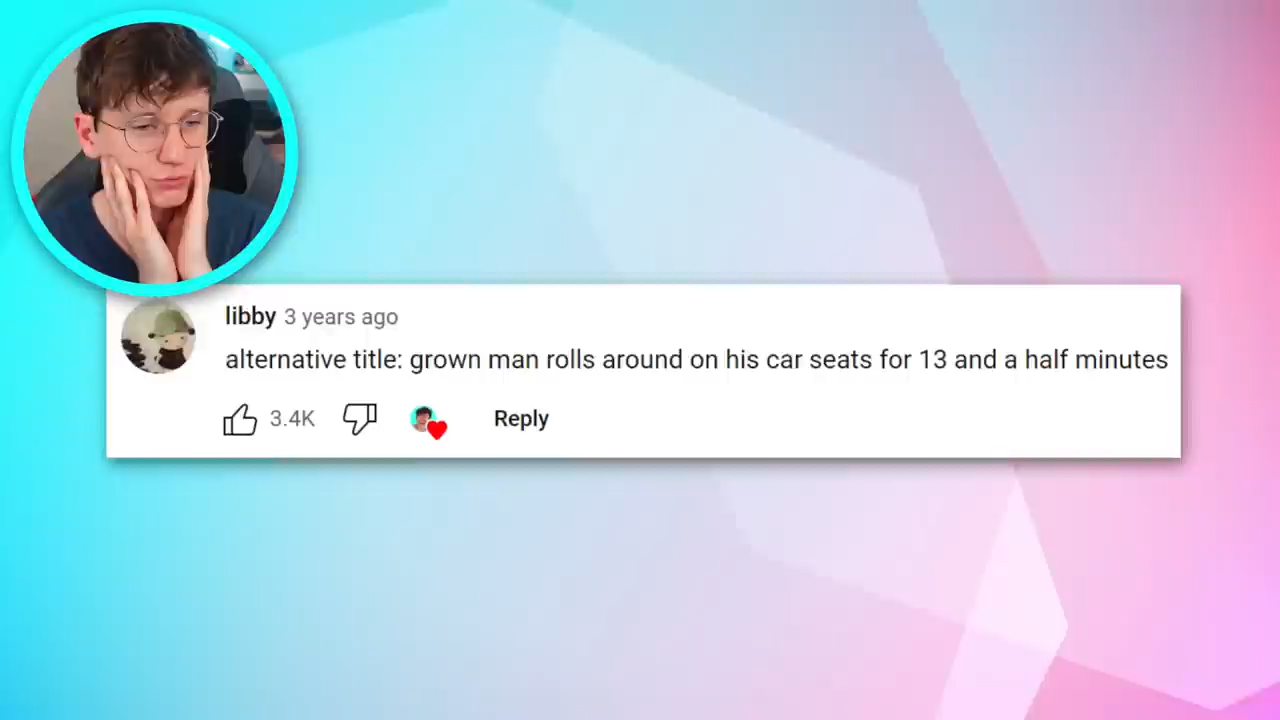 libby 3 years ago
alternative title: grown man rolls around on his car seats for 13 and a half minutes
3.4K Reply